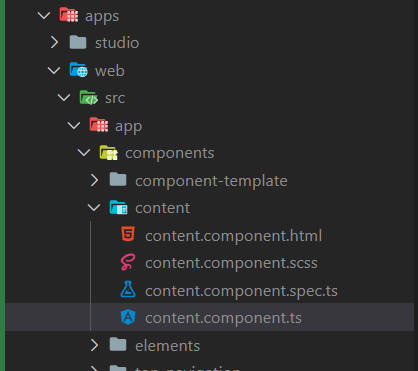 apps
studio
web
src
app
components
component-template
content
content.component.html
content.component.scss
content.component.spec.ts
content.component.ts
elements